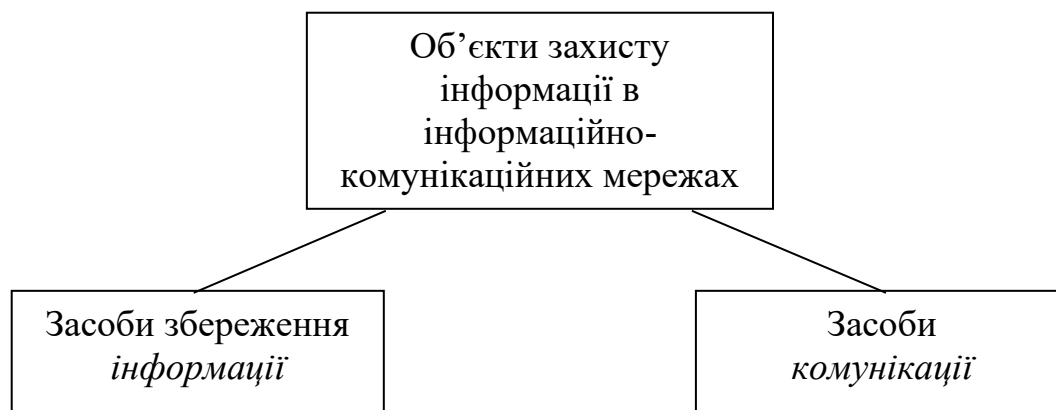 Об’єкти захисту
інформації в
інформаційно-
комунікаційних мережах
Засоби збереження
інформації
Засоби
комунікації